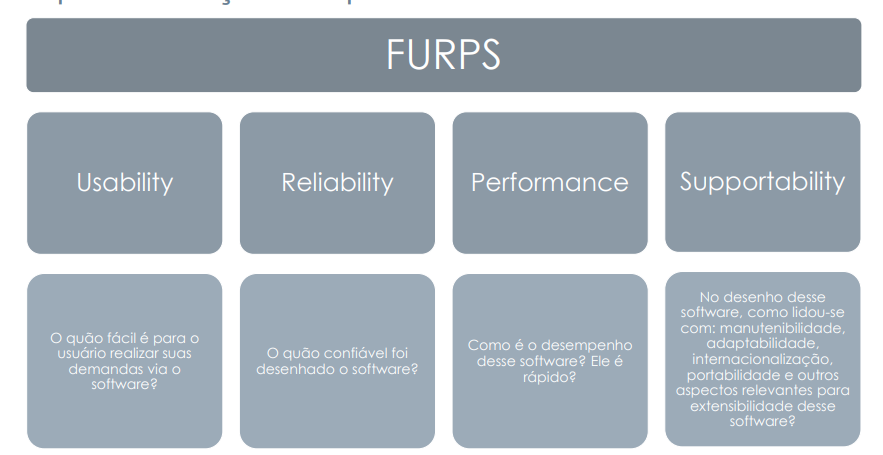 FURPS
Usability
Reliability
Performance
Supportability
O quão fácil é para o
usuário realizar suas
demandas via o
software?
O quão confiável foi
desenhado o software?
Como é o desempenho
desse software? Ele é
rápido?
No desenho desse
software, como lidou-se
com: manutenibilidade,
adaptabilidade,
internacionalização,
portabilidade e outros
aspectos relevantes para
extensibilidade desse
software?